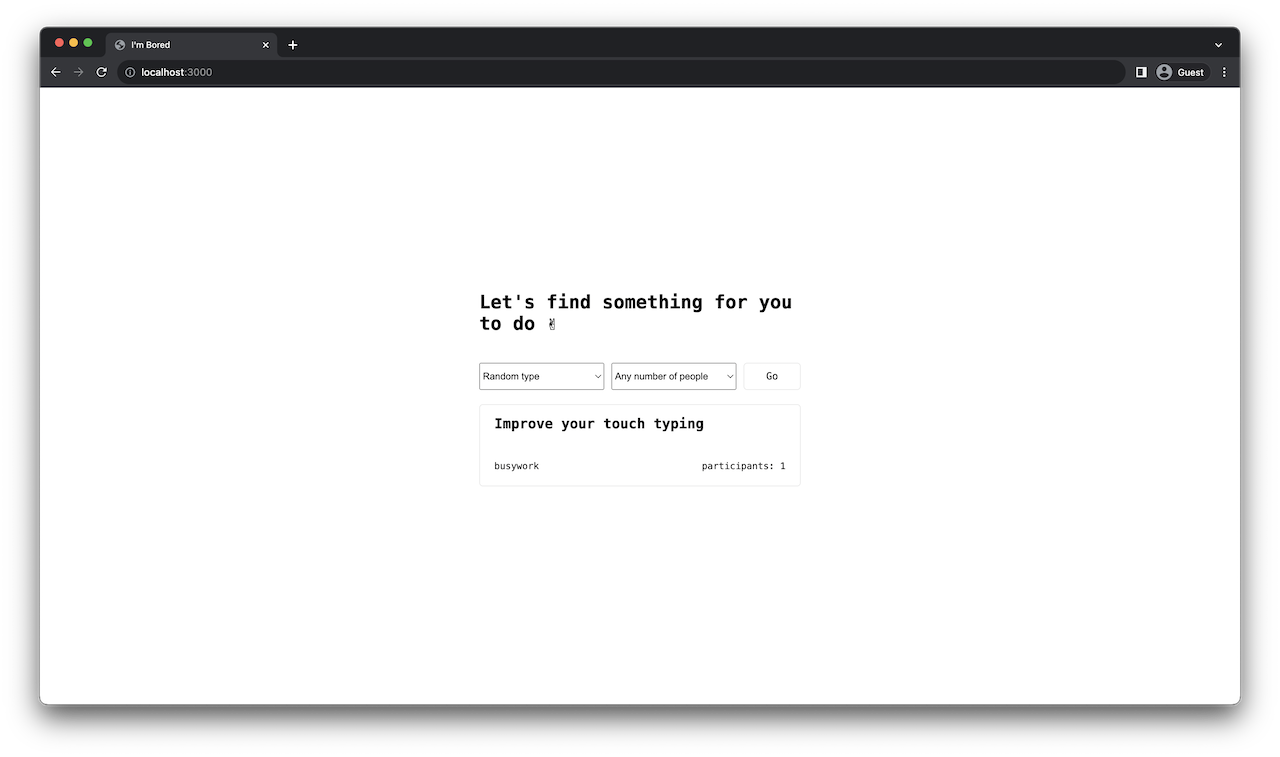 I'm Bored
localhost:3000
Guest
Let's find something for you
to do ✌
Random type
Any number of people
Go
Improve your touch typing
busywork
participants: 1